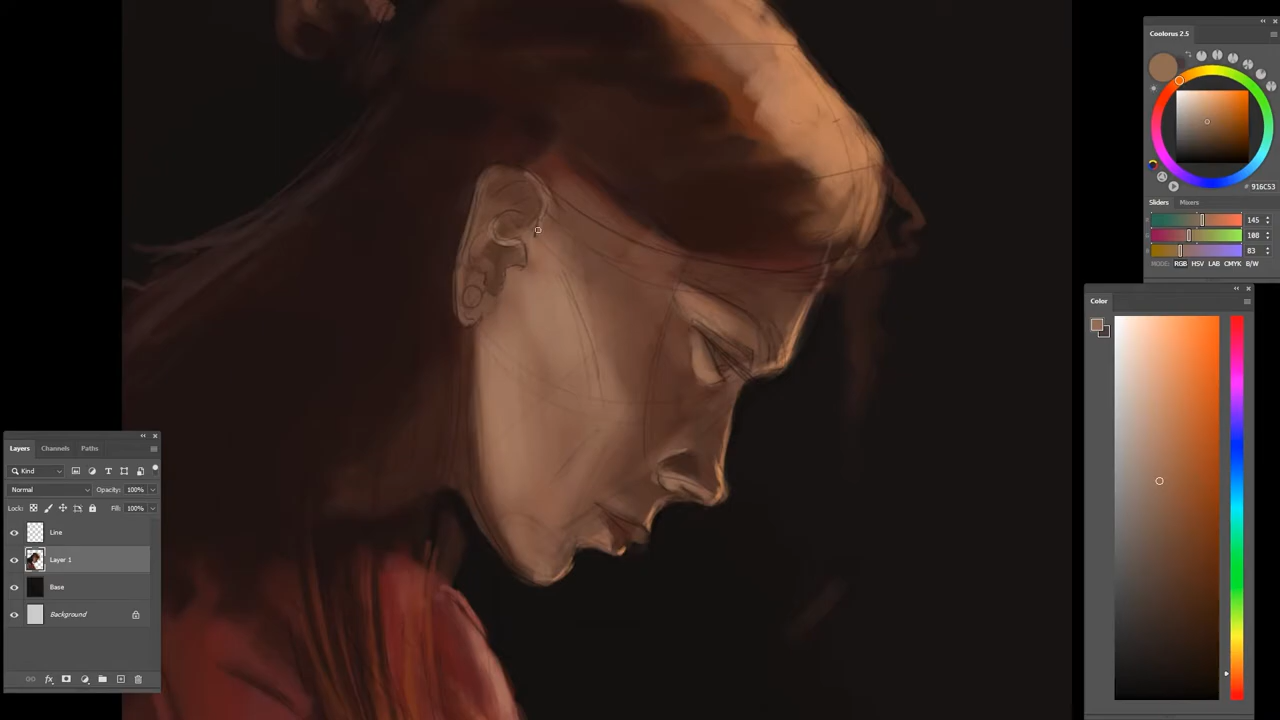 Coolorus 2.5
# 916C53
Sliders Mixers
145
108
83
MODE: RGB HSV LAB CMYK B/W
Color
Layers Channels Paths
Kind
Normal Opacity: 100%
Lock: Fill: 100%
Line
Layer 1
Base
Background
fx